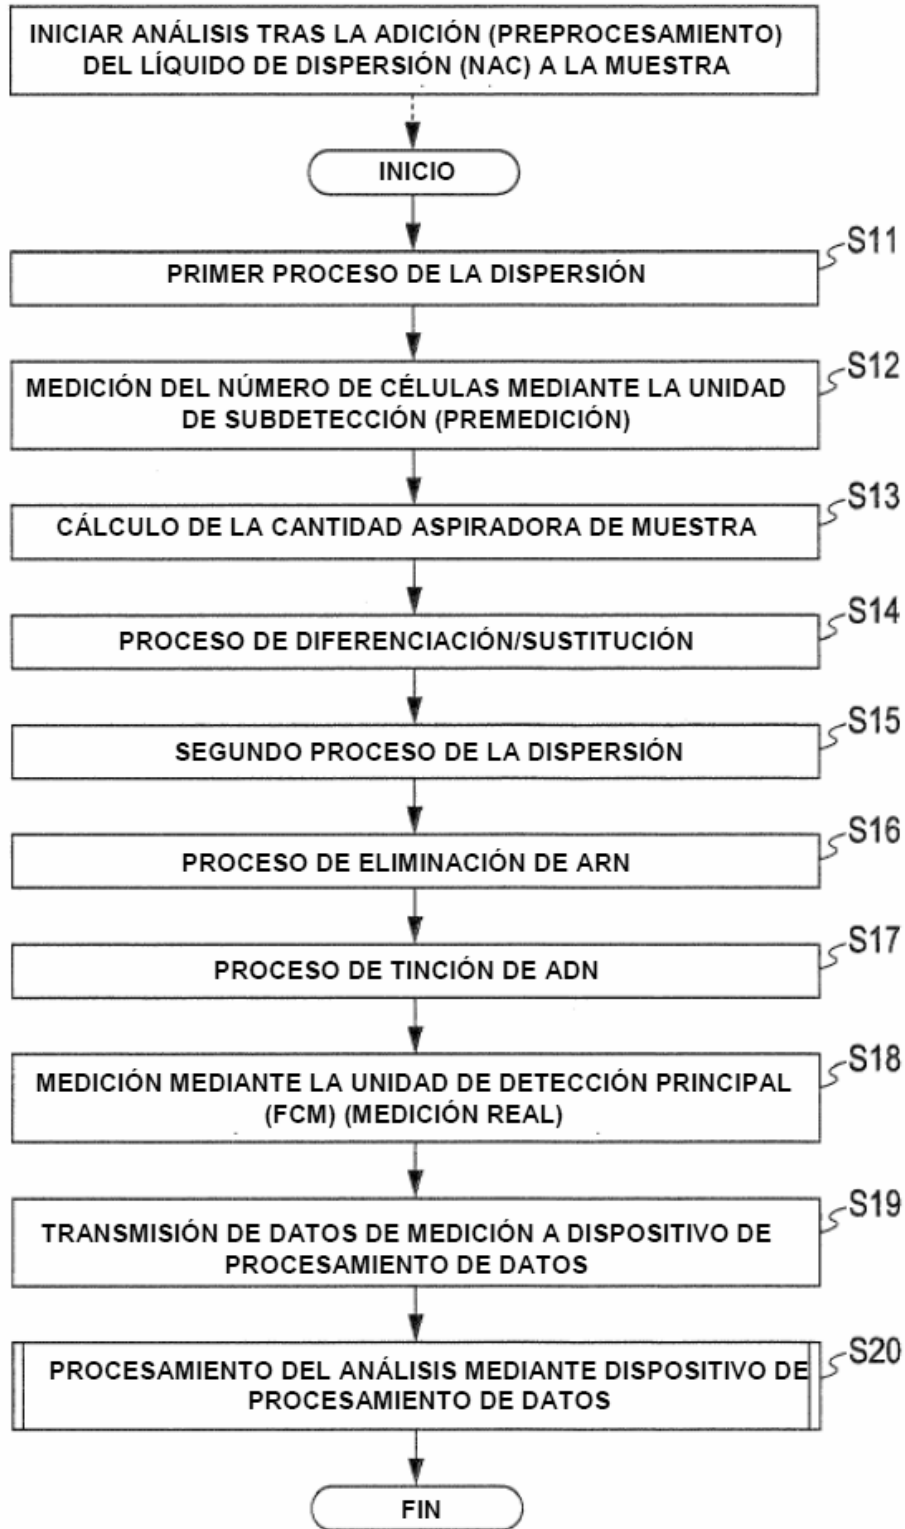 INICIAR ANÁLISIS TRAS LA ADICIÓN (PREPROCESAMIENTO)
DEL LÍQUIDO DE DISPERSIÓN (NAC) A LA MUESTRA
INICIO
S11
PRIMER PROCESO DE LA DISPERSIÓN
S12
MEDICIÓN DEL NÚMERO DE CÉLULAS MEDIANTE LA UNIDAD
DE SUBDETECCIÓN (PREMEDICIÓN)
S13
CÁLCULO DE LA CANTIDAD ASPIRADORA DE MUESTRA
S14
PROCESO DE DIFERENCIACIÓN/SUSTITUCIÓN
S15
SEGUNDO PROCESO DE LA DISPERSIÓN
S16
PROCESO DE ELIMINACIÓN DE ARN
S17
PROCESO DE TINCIÓN DE ADN
S18
MEDICIÓN MEDIANTE LA UNIDAD DE DETECCIÓN PRINCIPAL
(FCM) (MEDICIÓN REAL)
S19
TRANSMISIÓN DE DATOS DE MEDICIÓN A DISPOSITIVO DE
PROCESAMIENTO DE DATOS
S20
PROCESAMIENTO DEL ANÁLISIS MEDIANTE DISPOSITIVO DE
PROCESAMIENTO DE DATOS
FIN